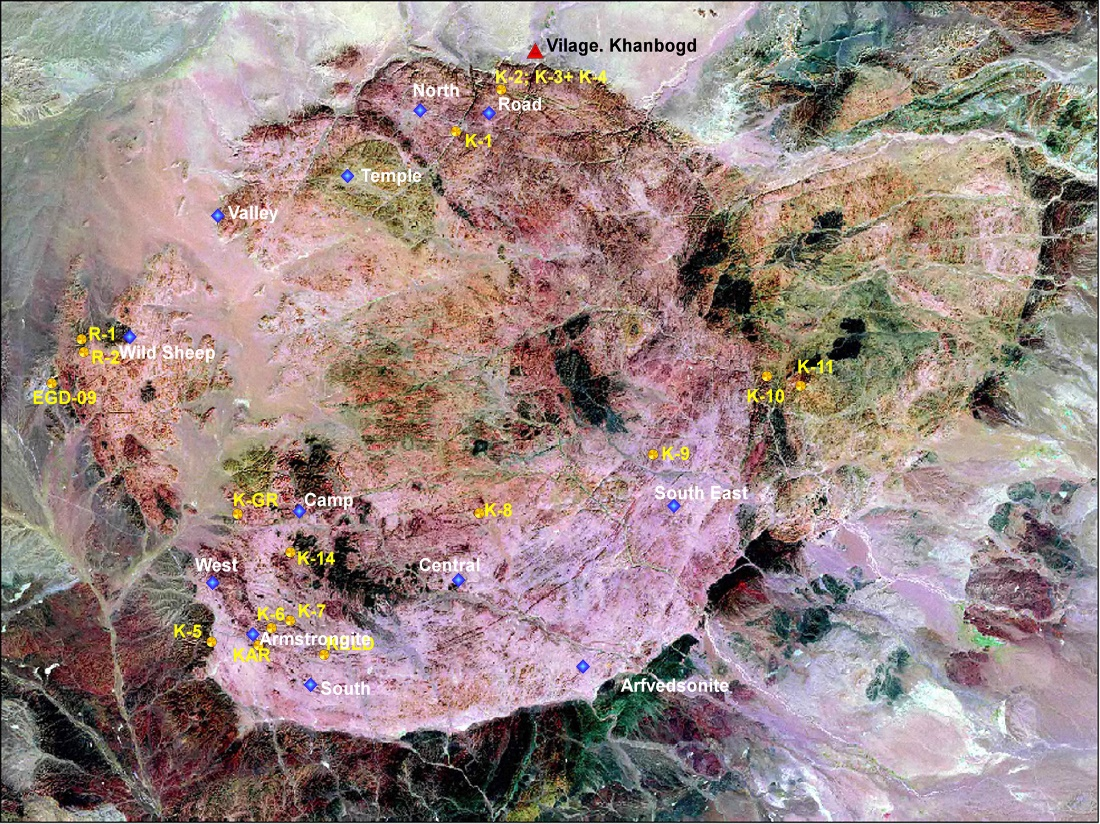 Vilage. Khanbogd
K-2; K-3+ K-4
North
Road
K-1
Temple
Valley
R-1
R-2
Wild Sheep
EGD-09
K-11
K-10
K-9
South East
K-GR
Camp
K-8
K-14
West
Central
K-6
K-7
K-5
Armstrongite
KAR
South
Arfvedsonite